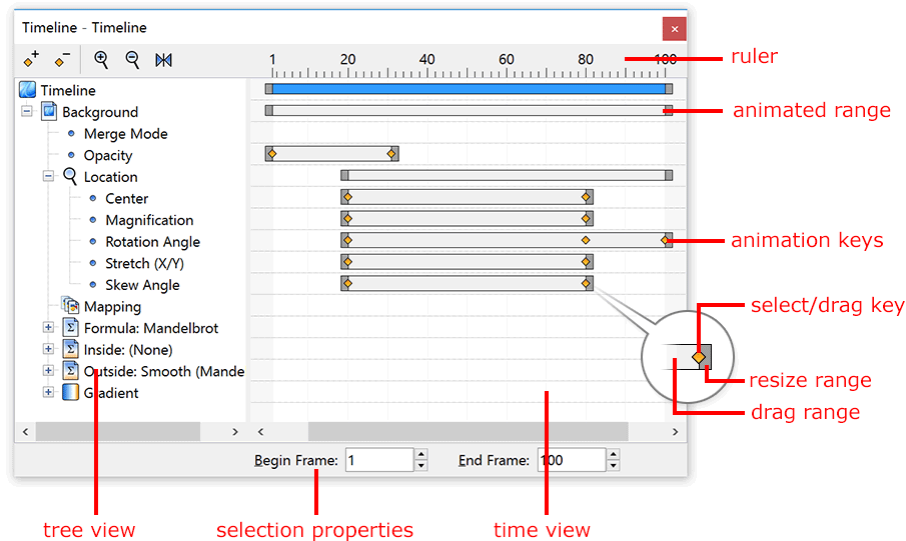 Timeline - Timeline
1 20 40 60 80 100
ruler
Timeline
Background
animated range
Merge Mode
Opacity
Location
Center
Magnification
Rotation Angle
animation keys
Stretch (X/Y)
Skew Angle
Mapping
select/drag key
Formula: Mandelbrot
Inside: (None)
Outside: Smooth (Mande
resize range
Gradient
drag range
Begin Frame: 1 End Frame: 100
tree view
selection properties
time view